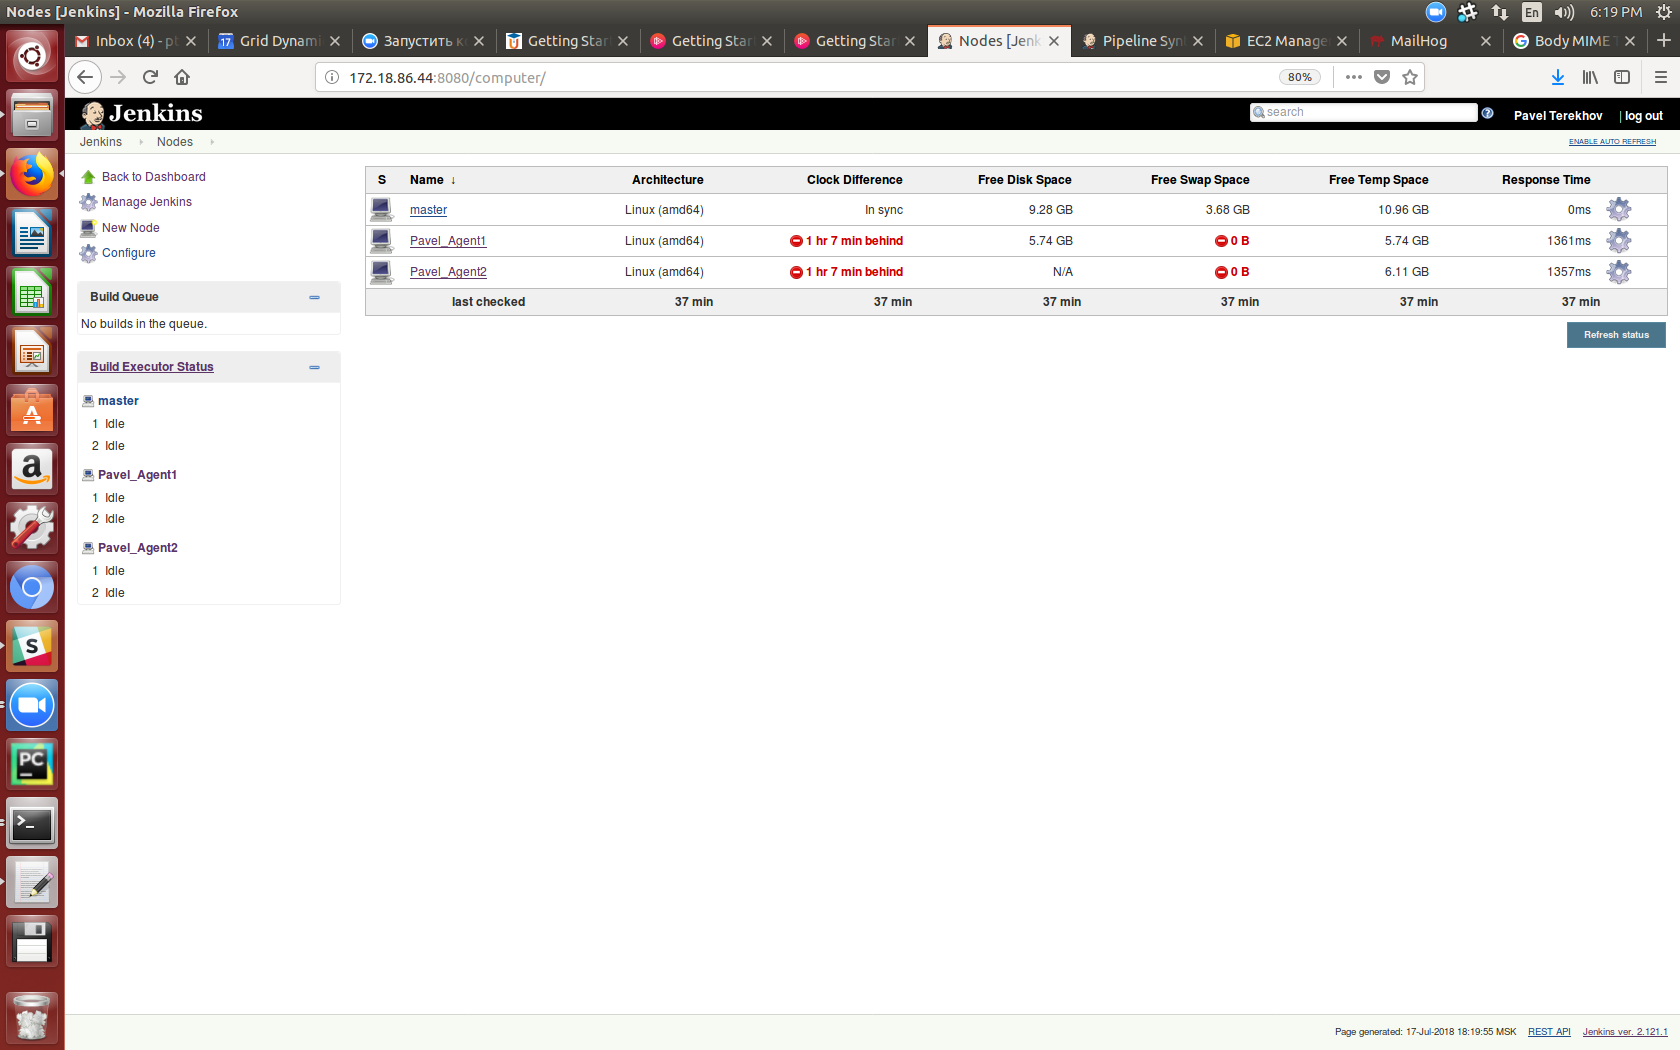 Nodes [Jenkins] - Mozilla Firefox
En
6:19 PM
Inbox (4) - pt
17 Grid Dynami
Запустить ко
Getting Star
Getting Star
Getting Star
Nodes [Jenk
Pipeline Syn
EC2 Manage
MailHog
Body MIME T
172.18.86.44:8080/computer/
80%
Jenkins
search
Pavel Terekhov
| log out
Jenkins
Nodes
ENABLE AUTO REFRESH
Back to Dashboard
Manage Jenkins
New Node
Configure
Build Queue
No builds in the queue.
Build Executor Status
master
1 Idle
2 Idle
Pavel_Agent1
1 Idle
2 Idle
Pavel_Agent2
1 Idle
2 Idle
S Name ↓ Architecture Clock Difference Free Disk Space Free Swap Space Free Temp Space Response Time
master Linux (amd64) In sync 9.28 GB 3.68 GB 10.96 GB 0ms
Pavel_Agent1 Linux (amd64) 1 hr 7 min behind 5.74 GB 0 B 5.74 GB 1361ms
Pavel_Agent2 Linux (amd64) 1 hr 7 min behind N/A 0 B 6.11 GB 1357ms
last checked 37 min 37 min 37 min 37 min 37 min 37 min
Refresh status
a
S
PC
>_
Page generated: 17-Jul-2018 18:19:55 MSK REST API Jenkins ver. 2.121.1